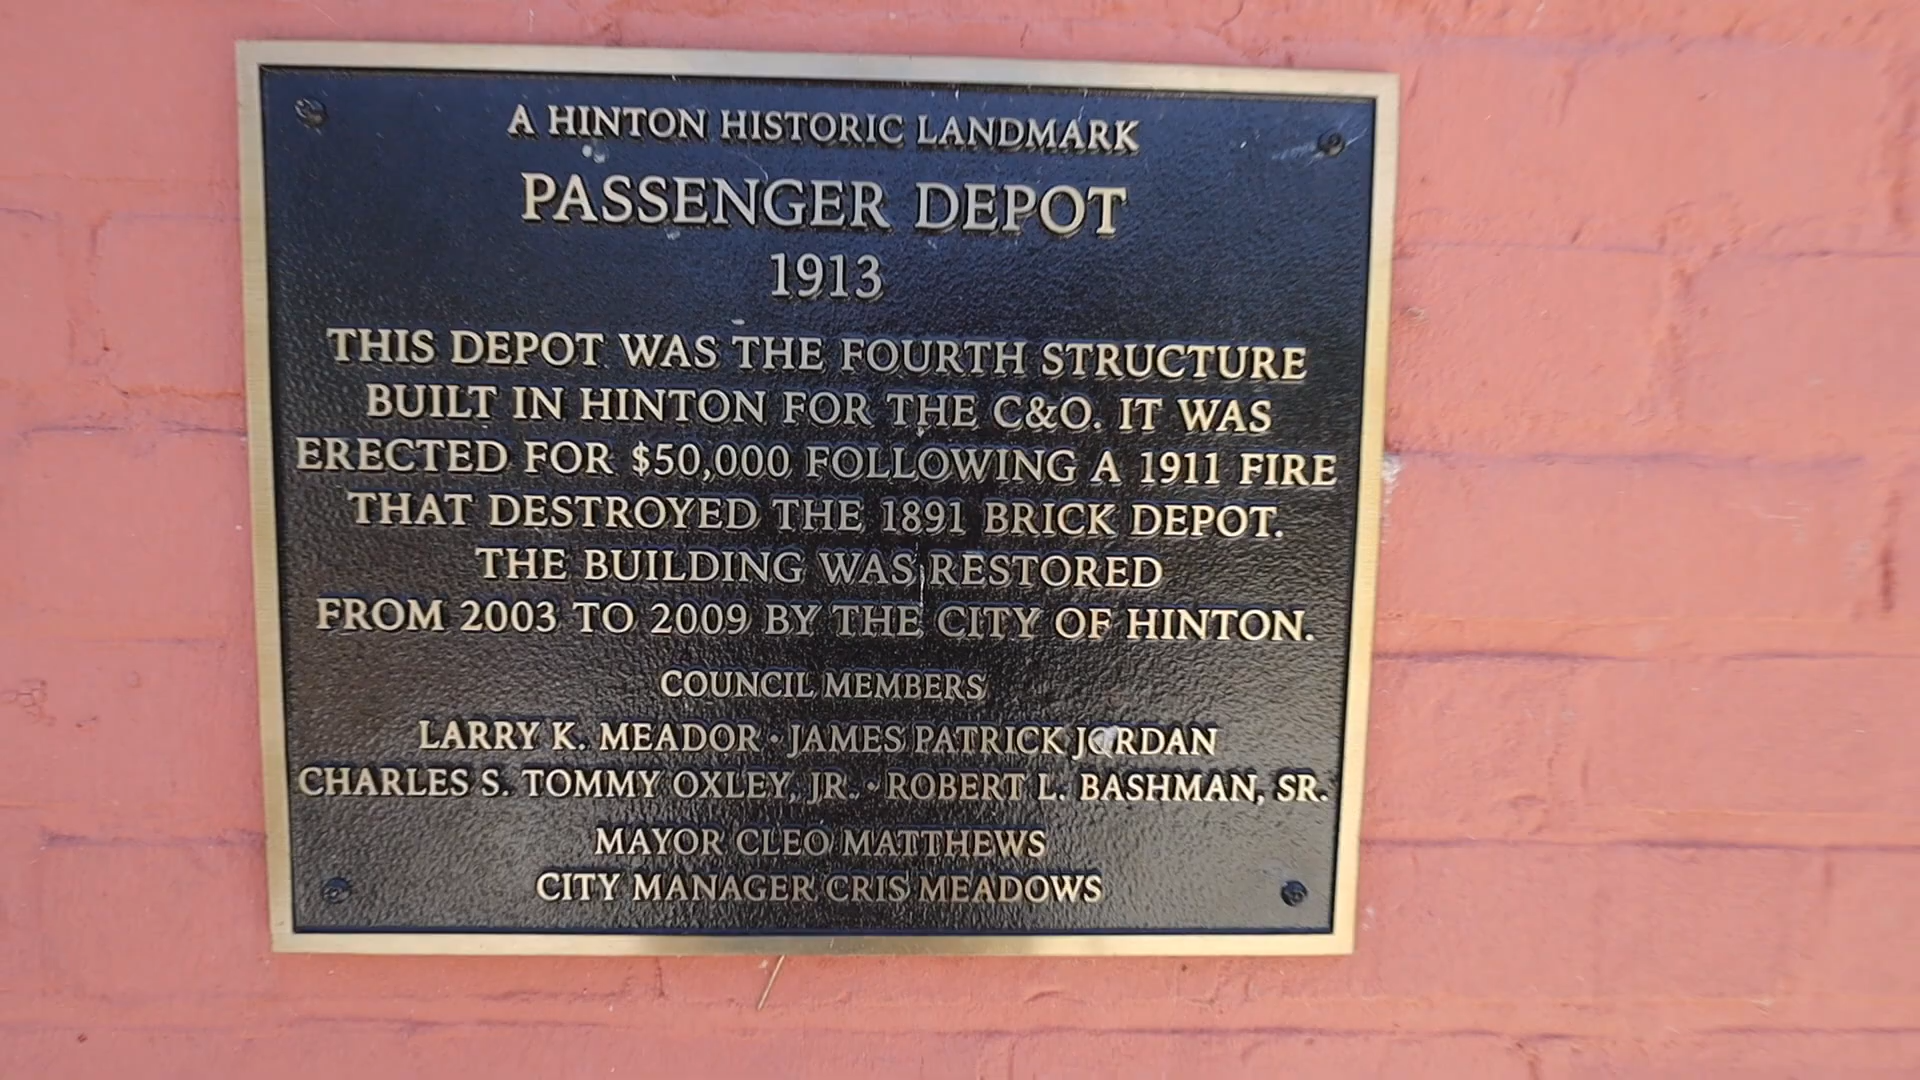 A HINTON HISTORIC LANDMARK
PASSENGER DEPOT
1913
THIS DEPOT WAS THE FOURTH STRUCTURE
BUILT IN HINTON FOR THE C&O. IT WAS
ERECTED FOR $50,000 FOLLOWING A 1911 FIRE
THAT DESTROYED THE 1891 BRICK DEPOT.
THE BUILDING WAS RESTORED
FROM 2003 TO 2009 BY THE CITY OF HINTON.
COUNCIL MEMBERS
LARRY K. MEADOR · JAMES PATRICK JORDAN
CHARLES S. TOMMY OXLEY, JR. · ROBERT L. BASHMAN, SR.
MAYOR CLEO MATTHEWS
CITY MANAGER CRIS MEADOWS